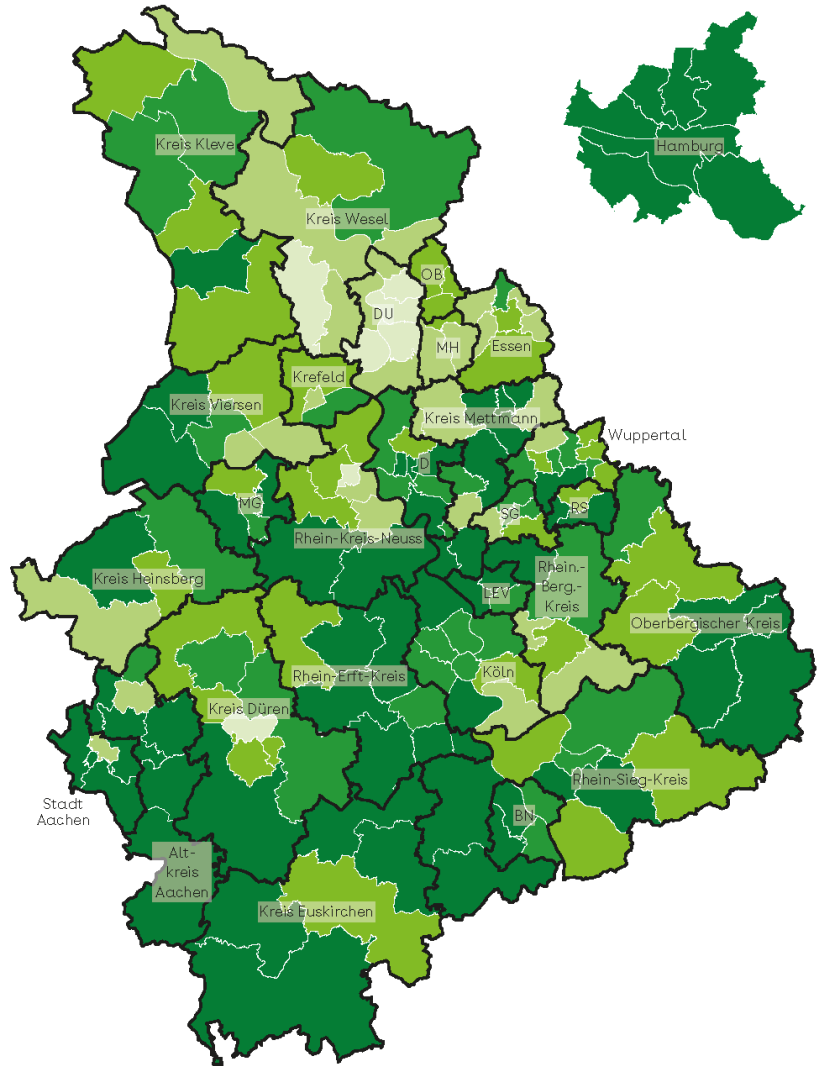 Kreis Kleve
Hamburg
Kreis Wesel
OB
DU
MH
Essen
Krefeld
Kreis Viersen
Kreis Mettmann
Wuppertal
D
MG
SG
RS
Rhein-Kreis-Neuss
Rhein.-
Berg.-
Kreis
Kreis Heinsberg
LEV
Oberbergischer Kreis
Rhein-Erft-Kreis
Köln
Kreis Düren
Rhein-Sieg-Kreis
Stadt
Aachen
BN
Alt-
kreis
Aachen
Kreis Euskirchen